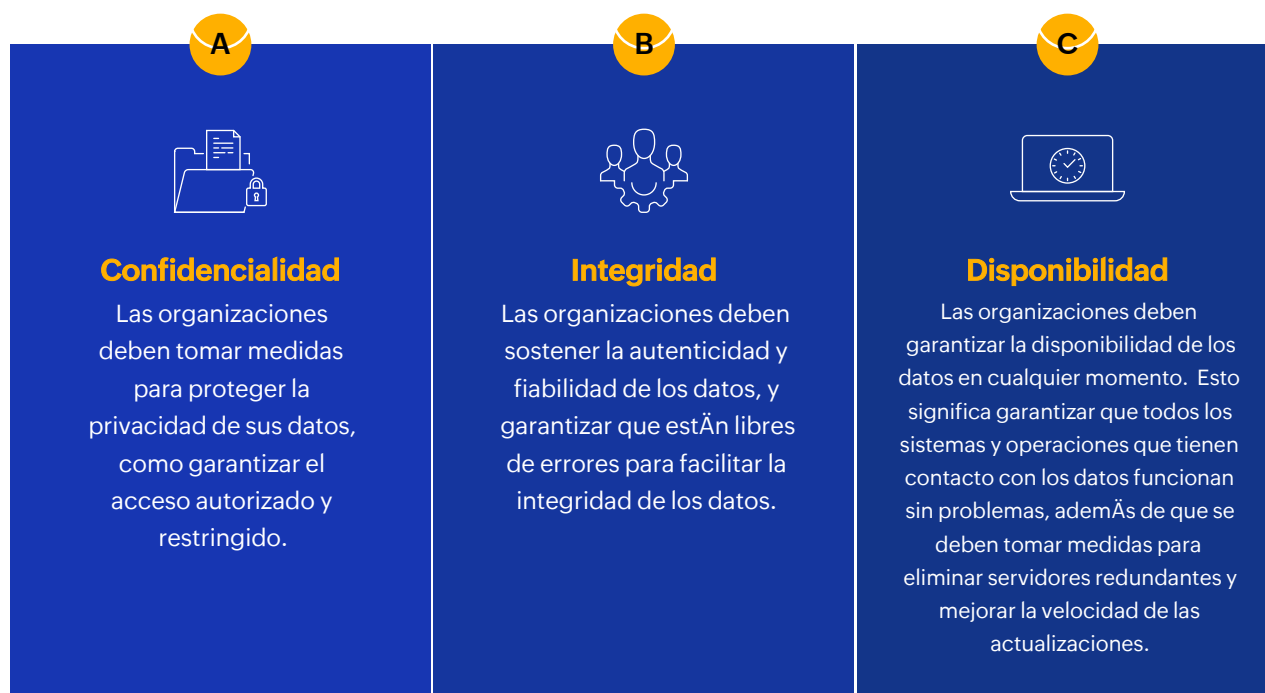 A
Confidencialidad
Las organizaciones
deben tomar medidas
para proteger la
privacidad de sus datos,
como garantizar el
acceso autorizado y
restringido.
B
Integridad
Las organizaciones deben
sostener la autenticidad y
fiabilidad de los datos, y
garantizar que estÄn libres
de errores para facilitar la
integridad de los datos.
C
Disponibilidad
Las organizaciones deben
garantizar la disponibilidad de los
datos en cualquier momento.  Esto
significa garantizar que todos los
sistemas y operaciones que tienen
contacto con los datos funcionan
sin problemas, ademÄs de que se
deben tomar medidas para
eliminar servidores redundantes y
mejorar la velocidad de las
actualizaciones.